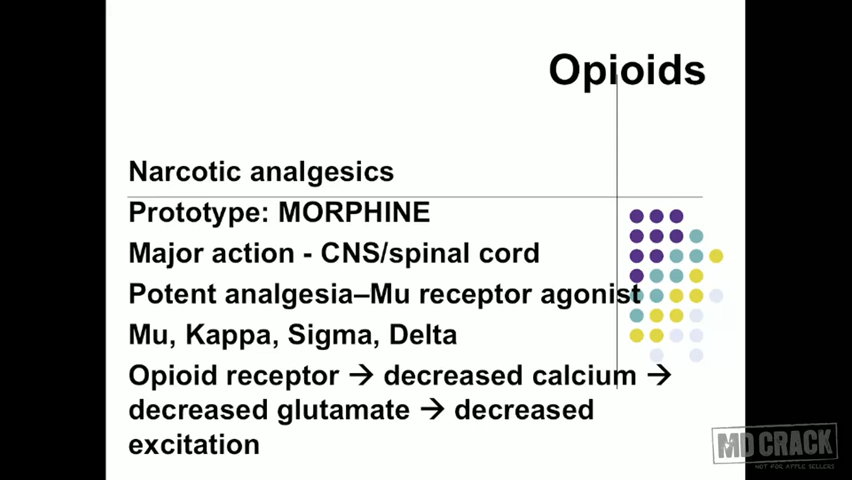 Opioids
Narcotic analgesics
Prototype: MORPHINE
Major action - CNS/spinal cord
Potent analgesia–Mu receptor agonist
Mu, Kappa, Sigma, Delta
Opioid receptor → decreased calcium →
decreased glutamate → decreased
excitation
MD CRACK
NOT FOR APPLE SELLERS